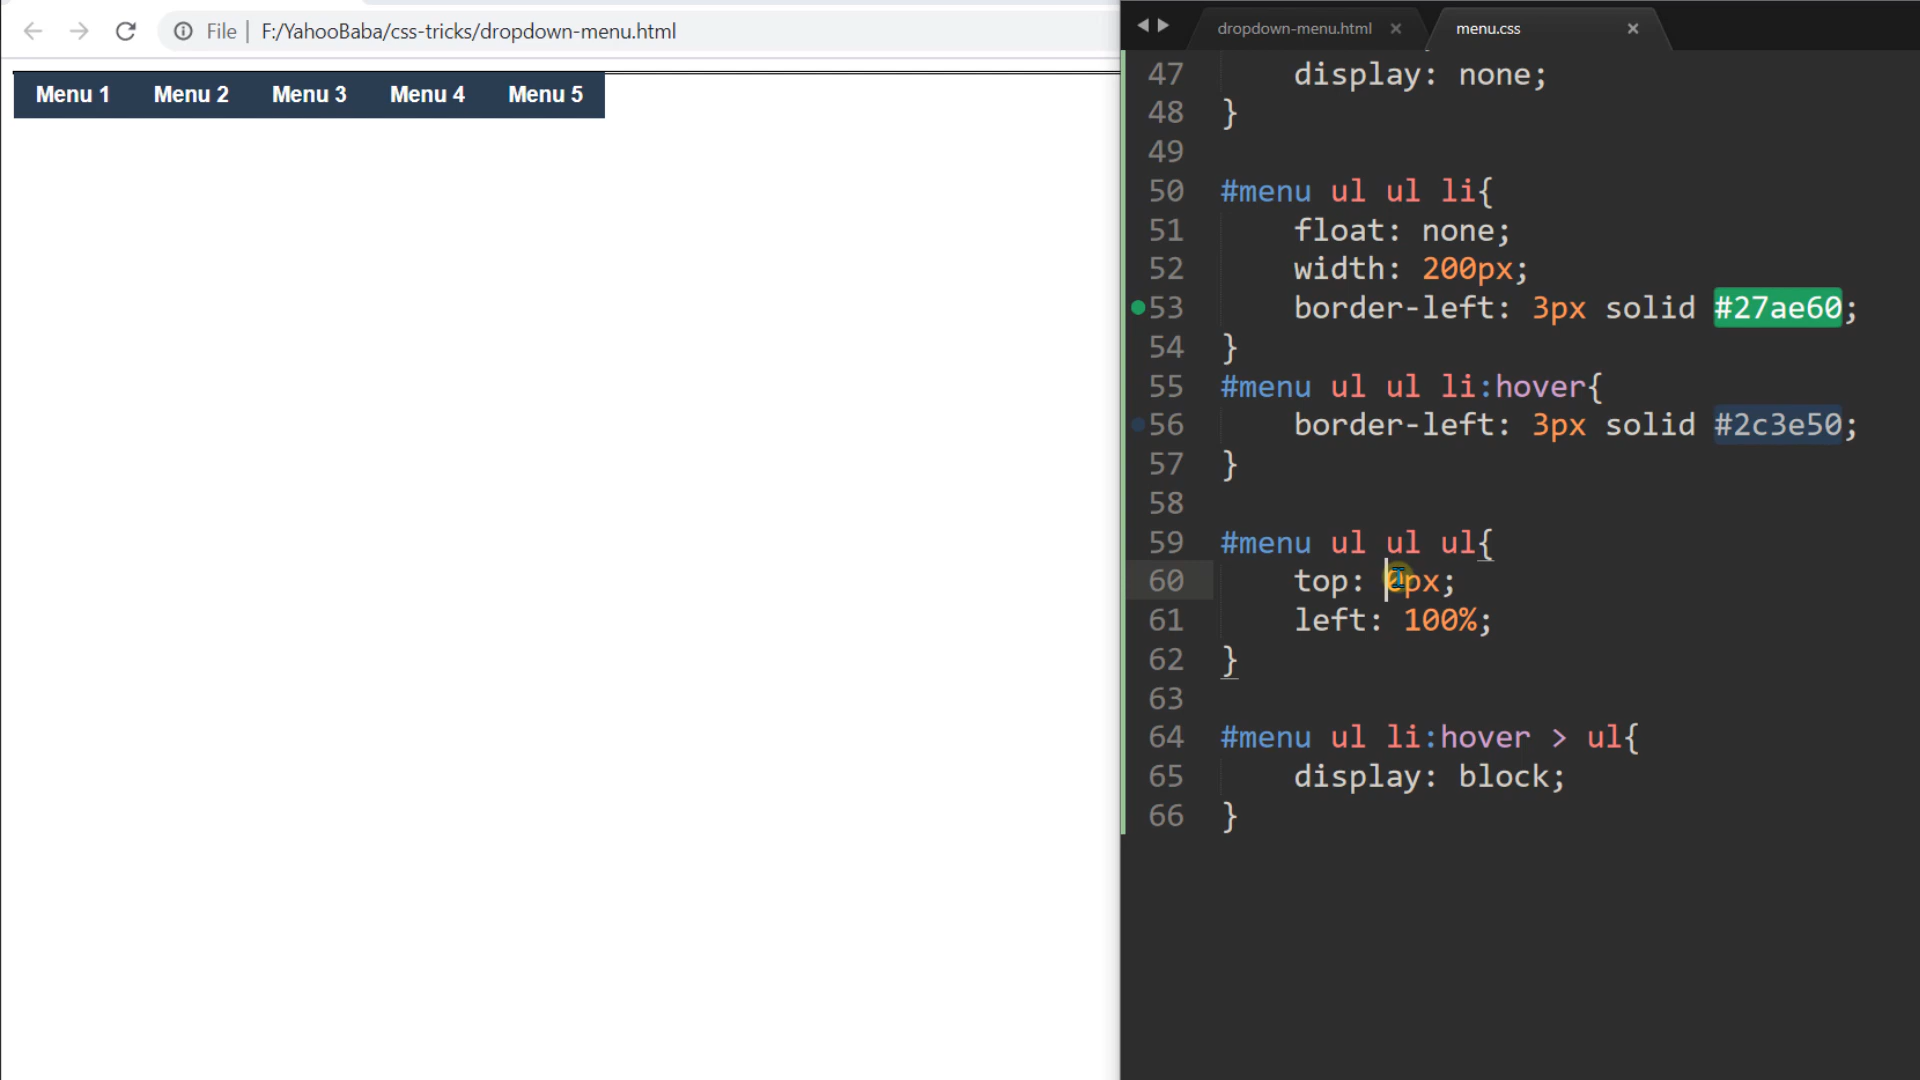 File | F:/YahooBaba/css-tricks/dropdown-menu.html
Menu 1 Menu 2 Menu 3 Menu 4 Menu 5
dropdown-menu.html × menu.css ×
47 display: none;
48 }
49
50 #menu ul ul li{
51 float: none;
52 width: 200px;
53 border-left: 3px solid #27ae60;
54 }
55 #menu ul ul li:hover{
56 border-left: 3px solid #2c3e50;
57 }
58
59 #menu ul ul ul{
60 top: 0px;
61 left: 100%;
62 }
63
64 #menu ul li:hover > ul{
65 display: block;
66 }